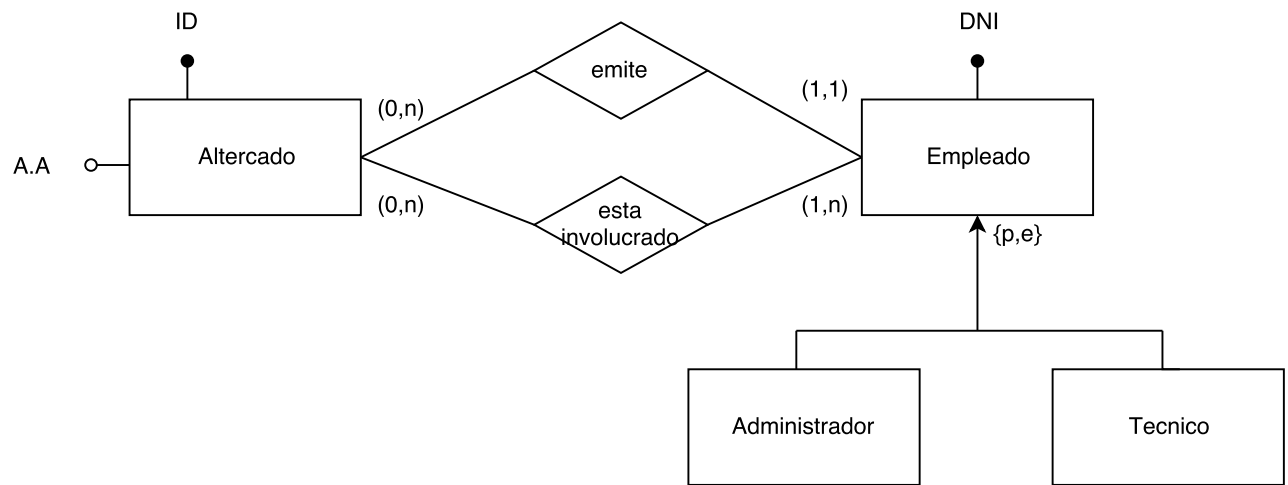 ID
DNI
emite
(0,n)
(1,1)
Altercado
Empleado
A.A
(0,n)
(1,n)
esta
involucrado
{p,e}
Administrador
Tecnico